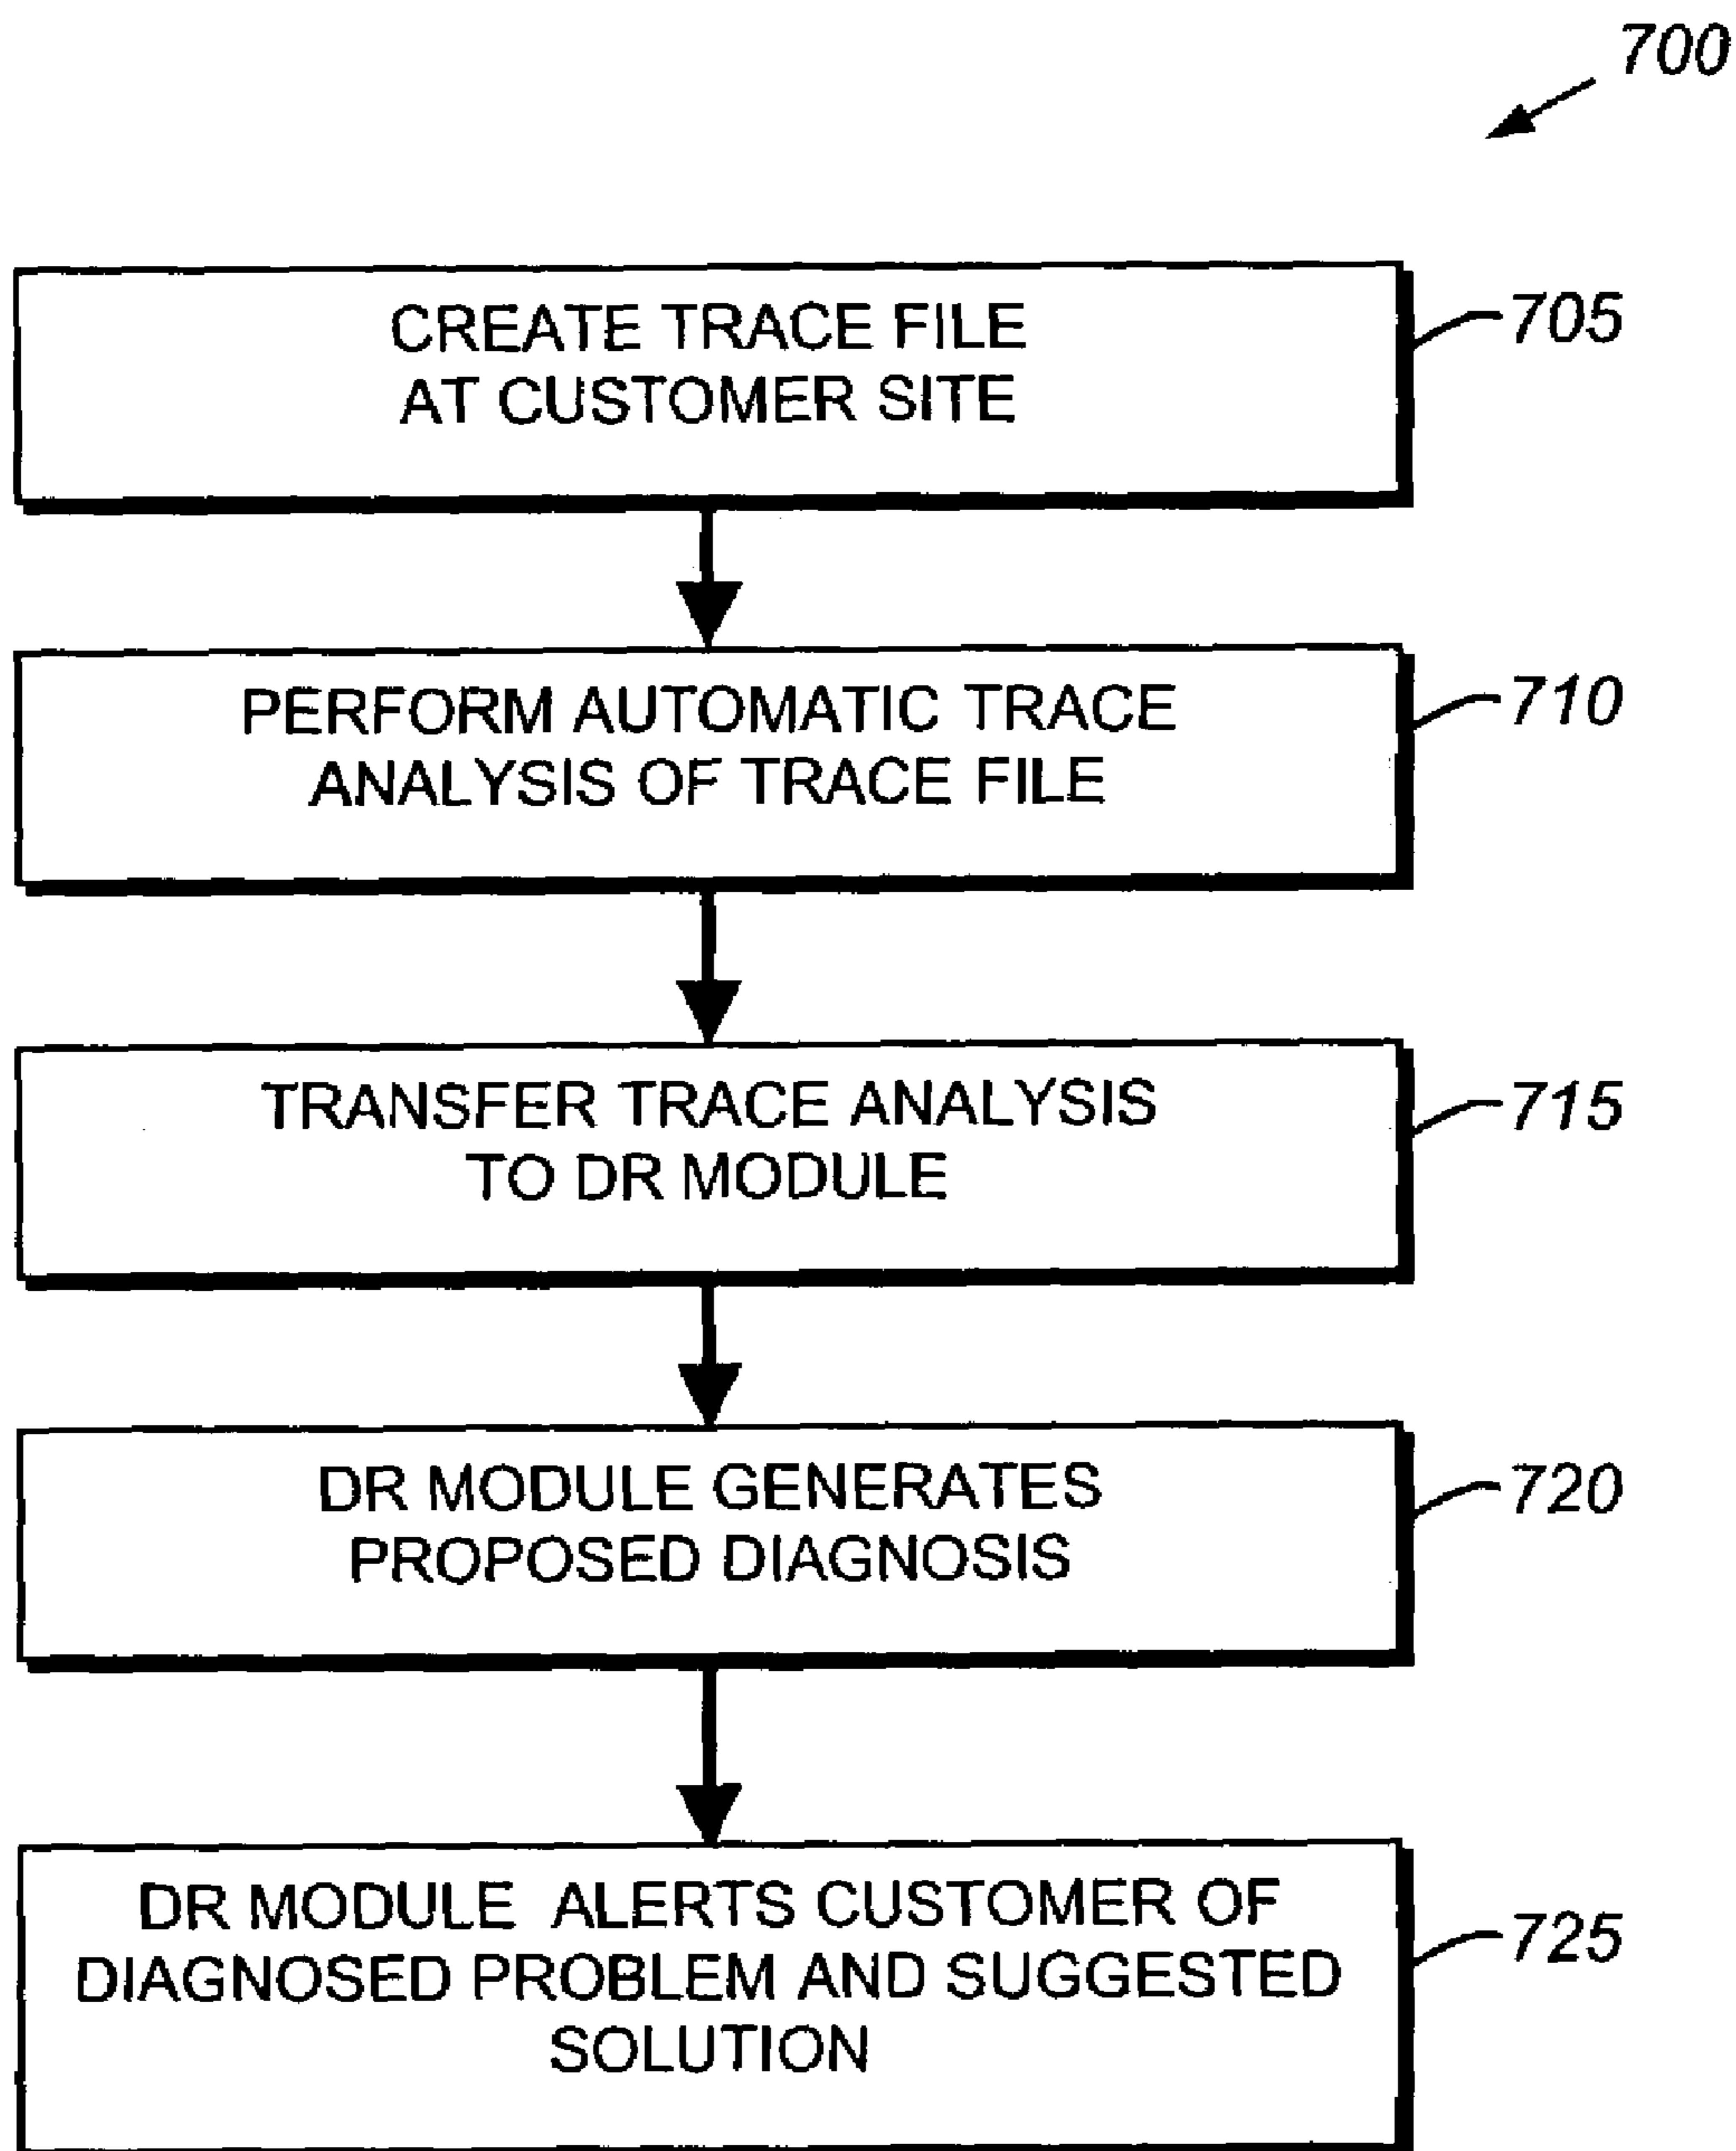 700
CREATE TRACE FILE
AT CUSTOMER SITE
705
PERFORM AUTOMATIC TRACE
ANALYSIS OF TRACE FILE
710
TRANSFER TRACE ANALYSIS
TO DR MODULE
715
DR MODULE GENERATES
PROPOSED DIAGNOSIS
720
DR MODULE ALERTS CUSTOMER OF
DIAGNOSED PROBLEM AND SUGGESTED
SOLUTION
725